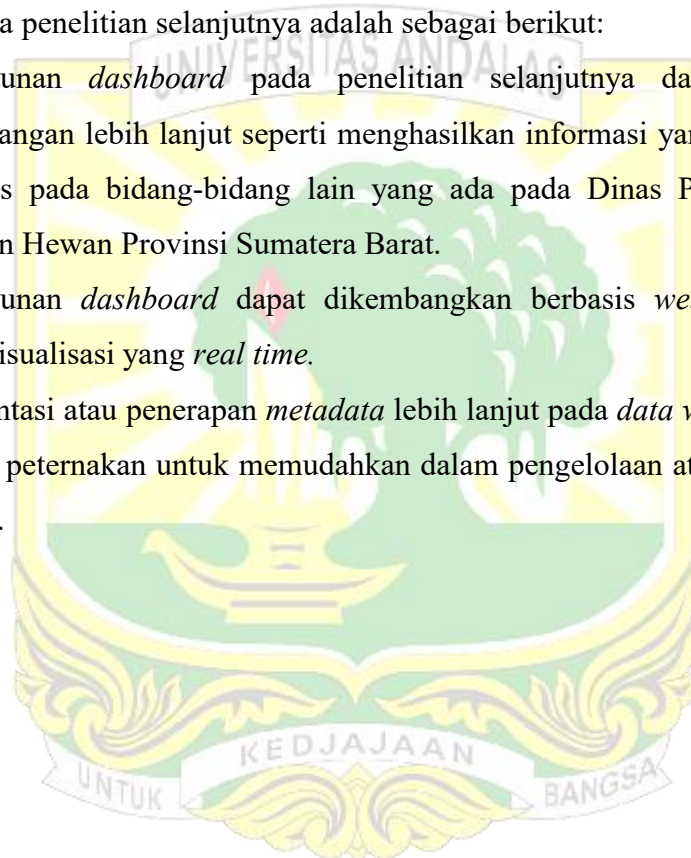 a penelitian selanjutnya adalah sebagai berikut:
UNIVERSITAS ANDALAS
unan dashboard pada penelitian selanjutnya da
angan lebih lanjut seperti menghasilkan informasi yan
s pada bidang-bidang lain yang ada pada Dinas P
n Hewan Provinsi Sumatera Barat.
unan dashboard dapat dikembangkan berbasis we
isualisasi yang real time.
ntasi atau penerapan metadata lebih lanjut pada data w
peternakan untuk memudahkan dalam pengelolaan at
.
UNTUK KEDJAJAAN BANGSA